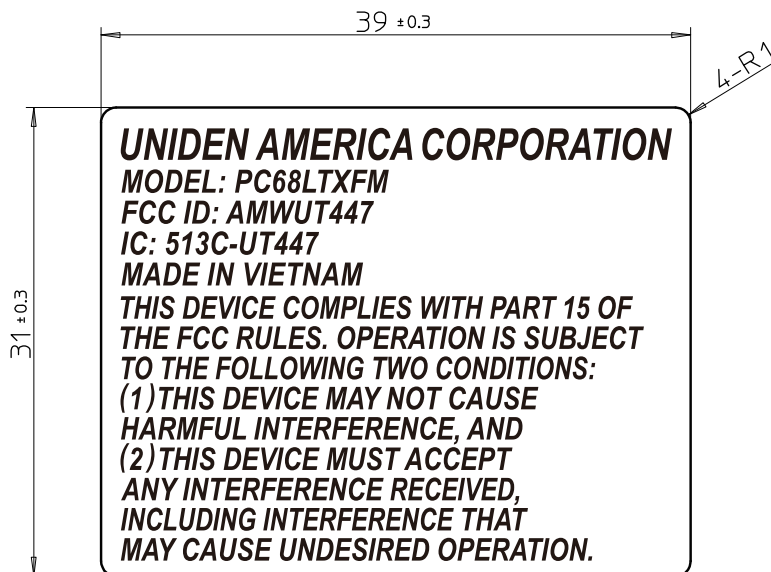 39 ±0.3
4-R1
UNIDEN AMERICA CORPORATION
MODEL: PC68LTXFM
FCC ID: AMWUT447
IC: 513C-UT447
MADE IN VIETNAM
THIS DEVICE COMPLIES WITH PART 15 OF
THE FCC RULES. OPERATION IS SUBJECT
TO THE FOLLOWING TWO CONDITIONS:
(1)THIS DEVICE MAY NOT CAUSE
HARMFUL INTERFERENCE, AND
(2)THIS DEVICE MUST ACCEPT
ANY INTERFERENCE RECEIVED,
INCLUDING INTERFERENCE THAT
MAY CAUSE UNDESIRED OPERATION.
31 ±0.3